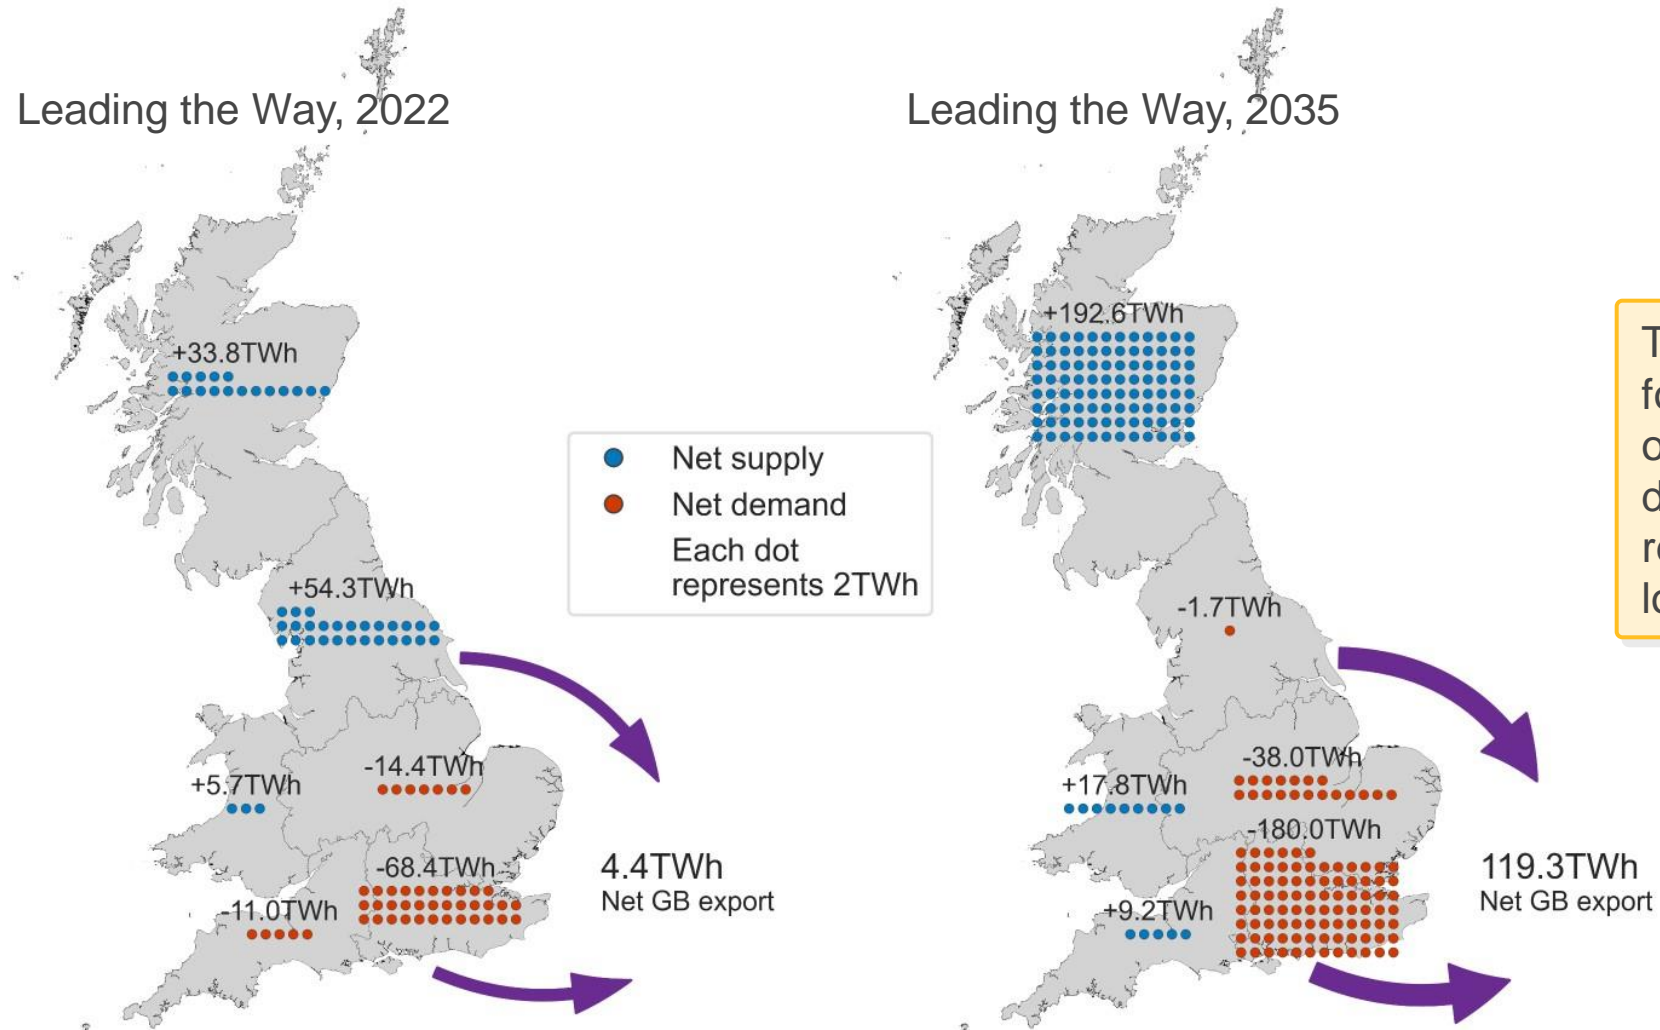 Leading the Way, 2022
+33.8TWh
+54.3TWh
+5.7TWh
-14.4TWh
-68.4TWh
-11.0TWh
4.4TWh
Net GB export
Net supply
Net demand
Each dot
represents 2TWh
Leading the Way, 2035
+192.6TWh
-1.7TWh
-38.0TWh
+17.8TWh
-180.0TWh
+9.2TWh
119.3TWh
Net GB export